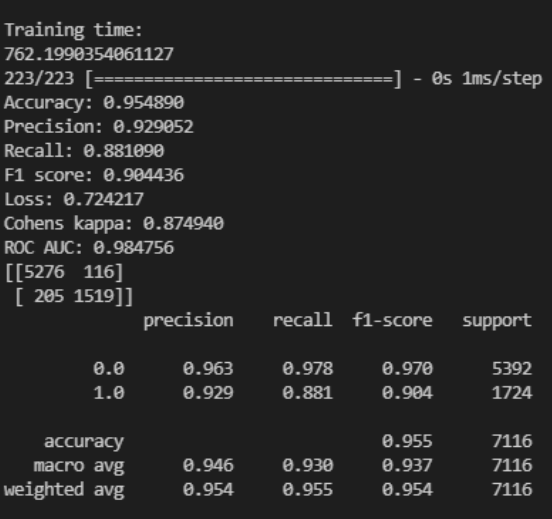 Training time:
762.1990354061127
223/223 [==============================] - 0s 1ms/step
Accuracy: 0.954890
Precision: 0.929052
Recall: 0.881090
F1 score: 0.904436
Loss: 0.724217
Cohens kappa: 0.874940
ROC AUC: 0.984756
[[5276  116]
 [ 205 1519]]
              precision    recall  f1-score   support

         0.0      0.963     0.978     0.970      5392
         1.0      0.929     0.881     0.904      1724

    accuracy                          0.955      7116
   macro avg      0.946     0.930     0.937      7116
weighted avg      0.954     0.955     0.954      7116